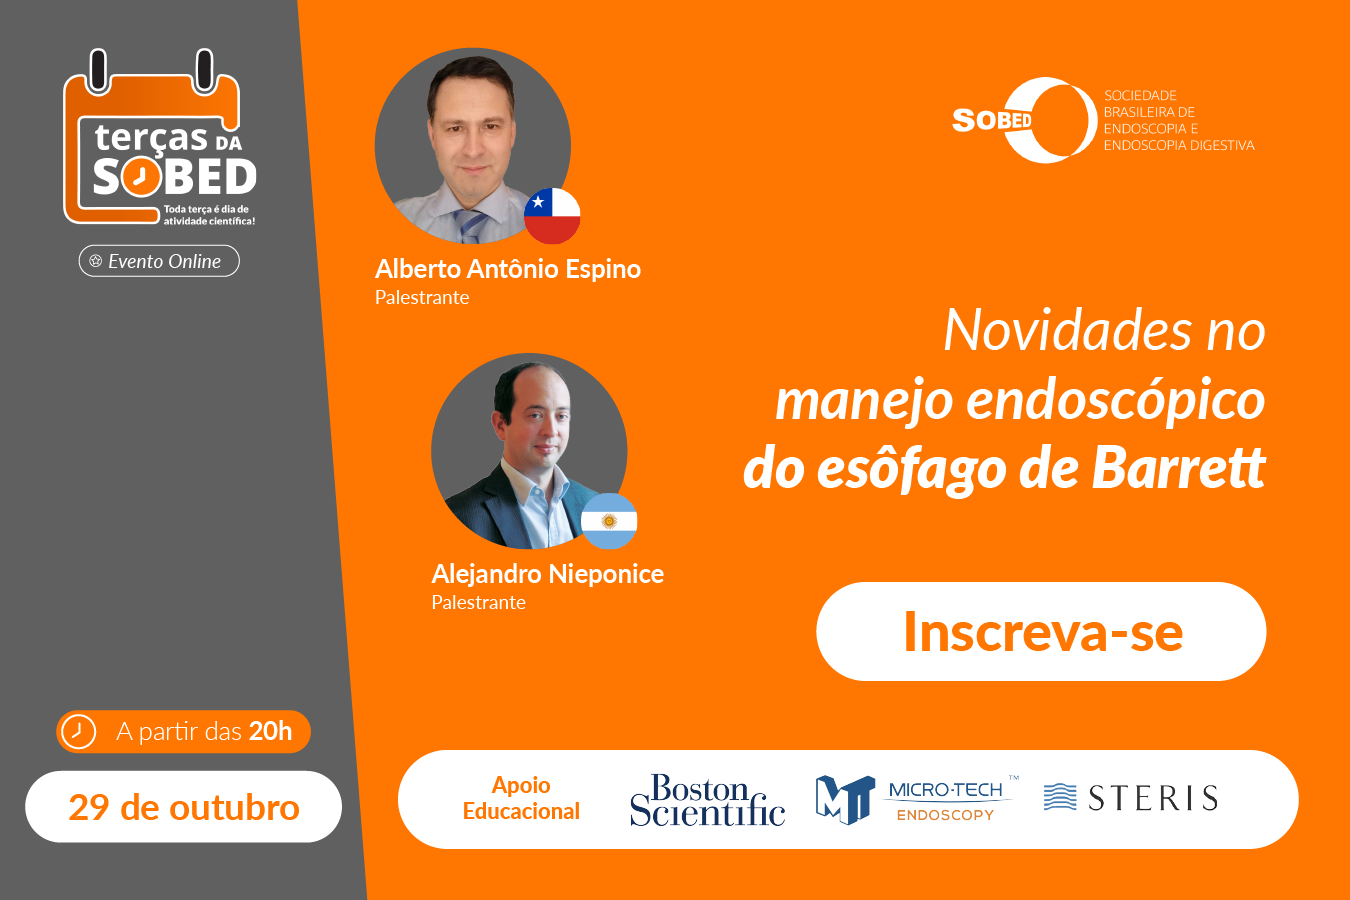 terças DA
SOBED
Toda terça é dia de
atividade científica!
Evento Online
A partir das 20h
29 de outubro
Alberto Antônio Espino
Palestrante
Alejandro Nieponice
Palestrante
SOBED
SOCIEDADE
BRASILEIRA DE
ENDOSCOPIA E
ENDOSCOPIA DIGESTIVA
Novidades no
manejo endoscópico
do esôfago de Barrett
Inscreva-se
Apoio
Educacional
Boston
Scientific
MT
MICRO-TECH™
ENDOSCOPY
STERIS